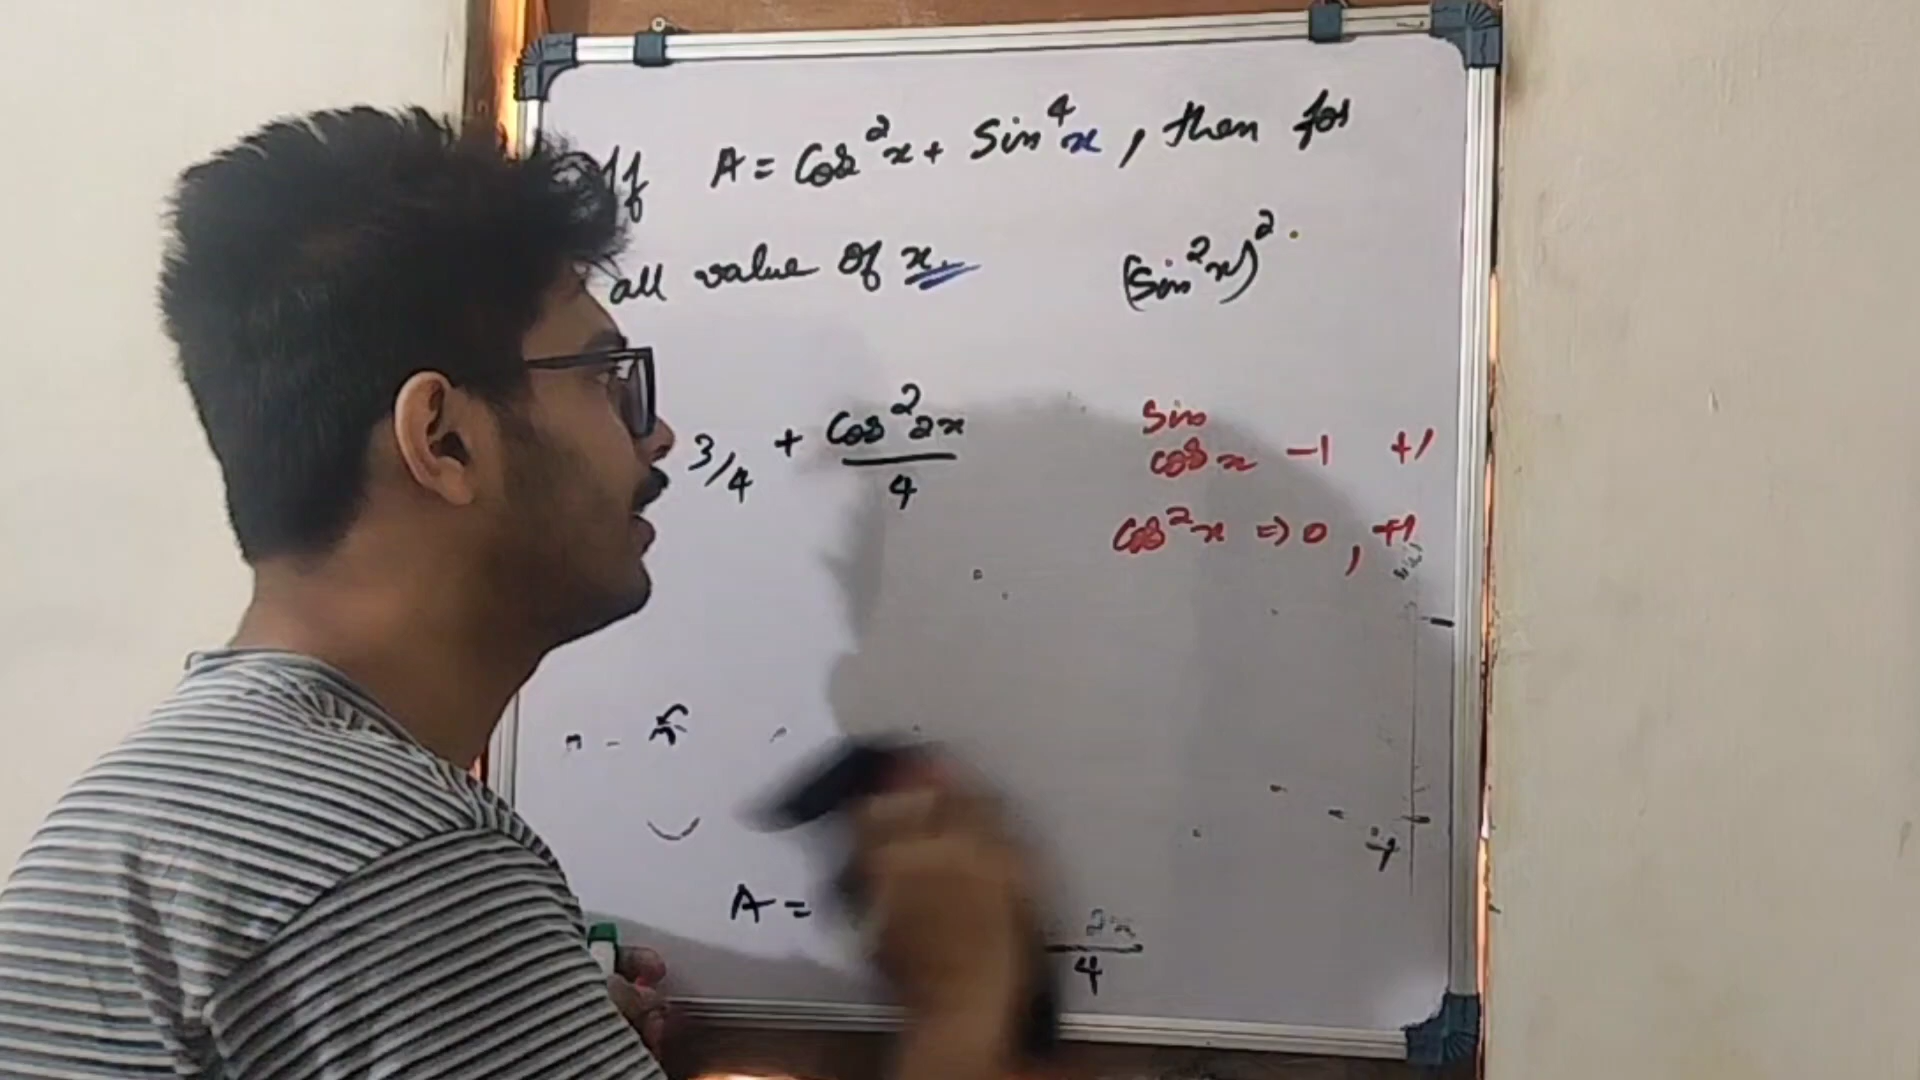 If A = Cos²x + Sin⁴x, then for
all value of x.
(Sin²x)²
3/4 + Cos²2x/4
Sin
Cos x -1 +1
Cos²x ⇒ 0, +1
A =
2x/4
-1